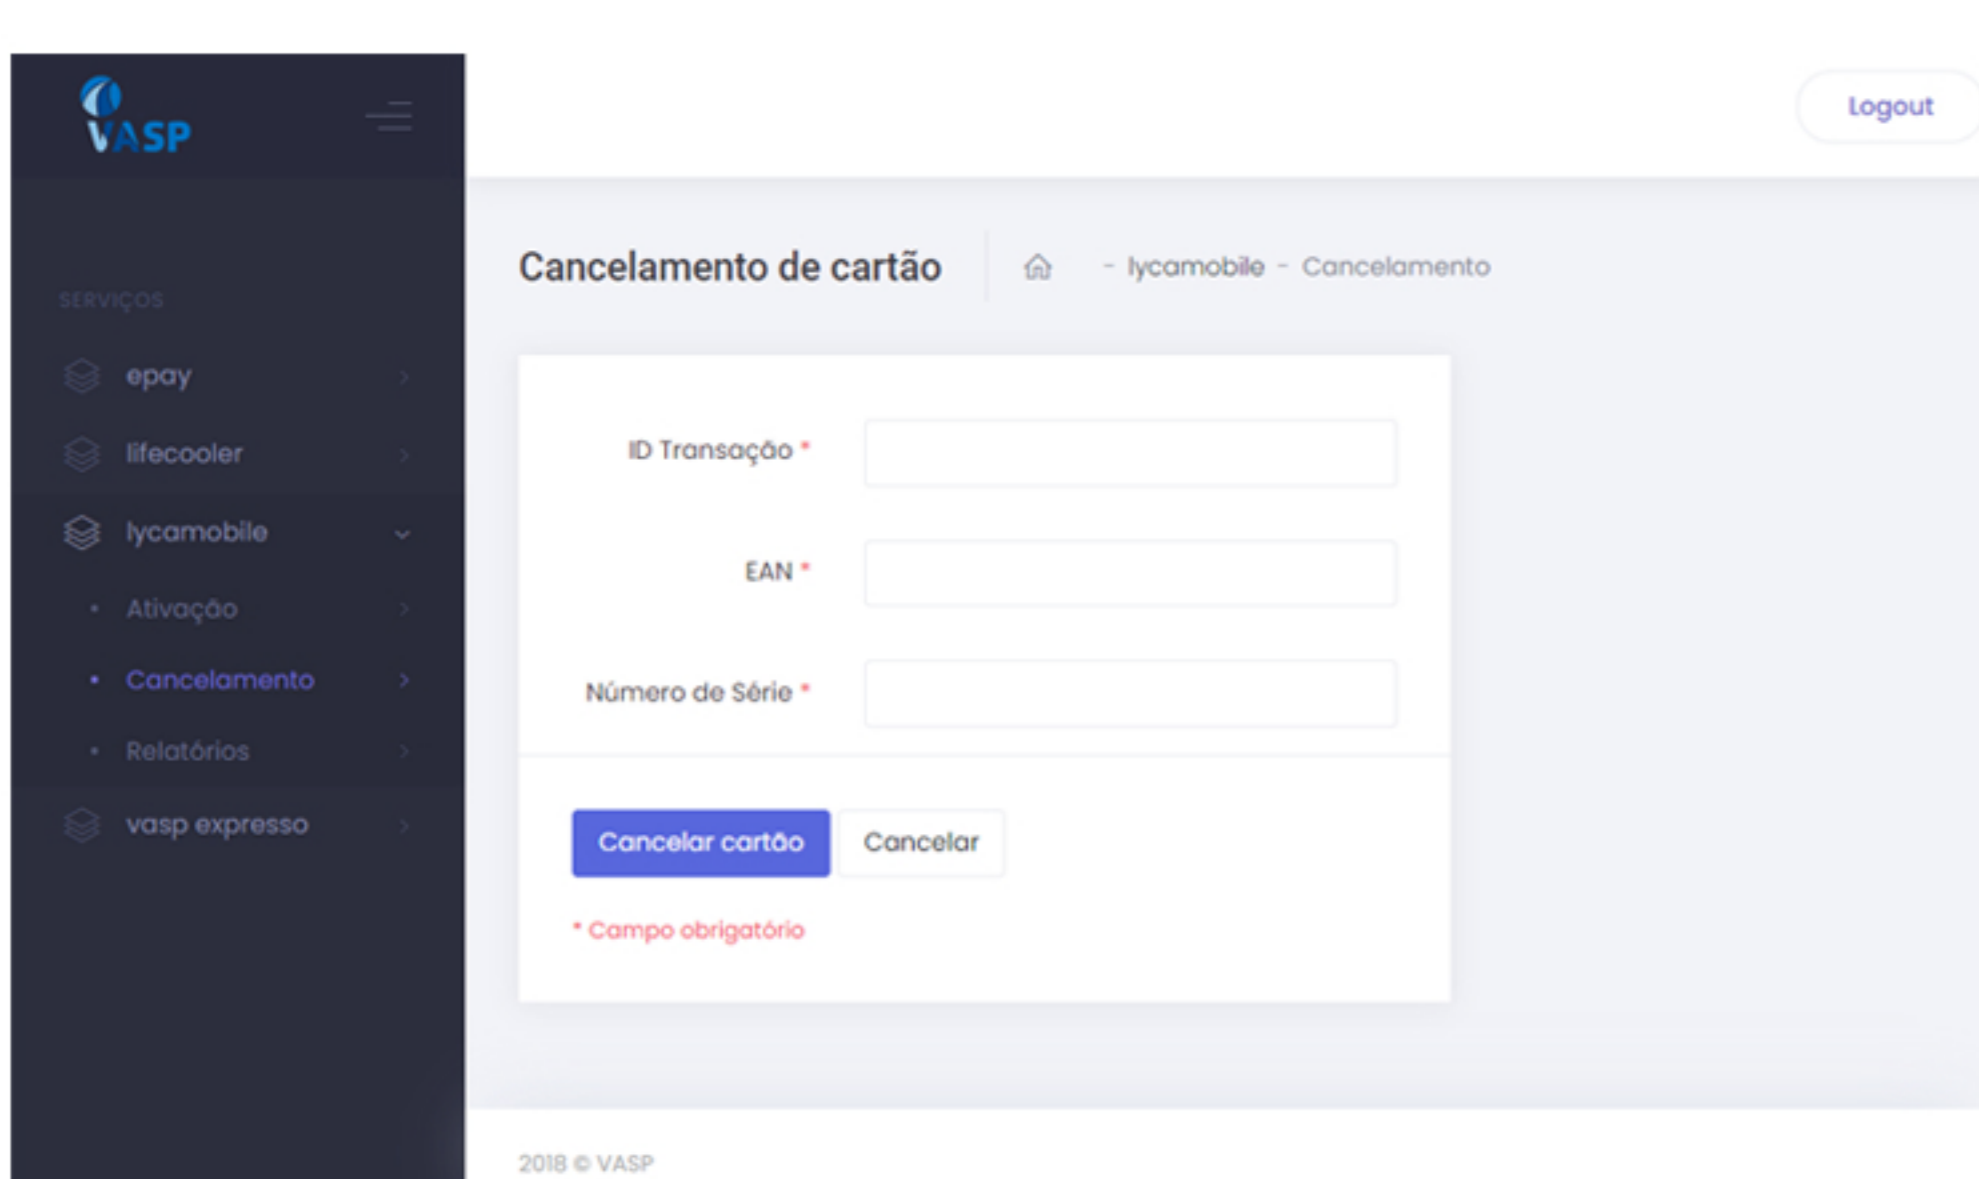 VASP
Logout
SERVIÇOS
epay
lifecooler
lycamobile
Ativação
Cancelamento
Relatórios
vasp expresso
Cancelamento de cartão
- lycamobile - Cancelamento
ID Transação *
EAN *
Número de Série *
Cancelar cartão
Cancelar
* Campo obrigatório
2018 © VASP